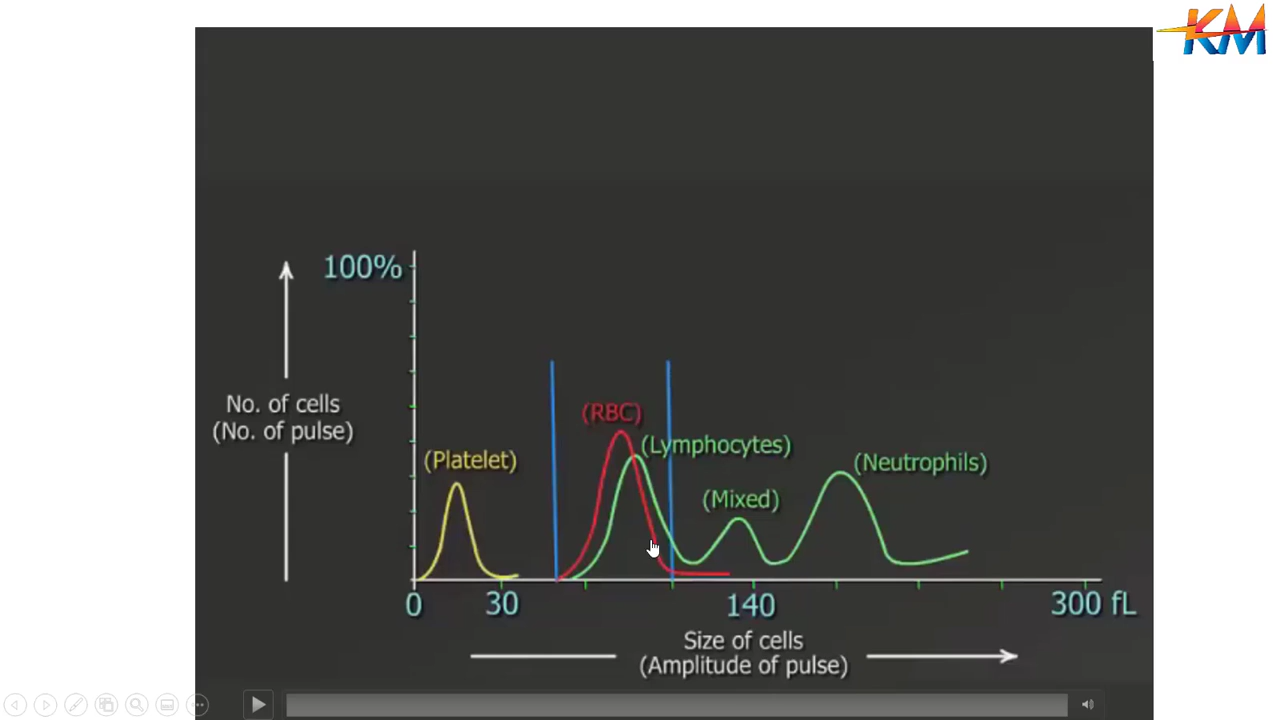 KM
100%
No. of cells
(No. of pulse)
(RBC)
(Lymphocytes)
(Platelet)
(Neutrophils)
(Mixed)
0 30 140 300 fL
Size of cells
(Amplitude of pulse)